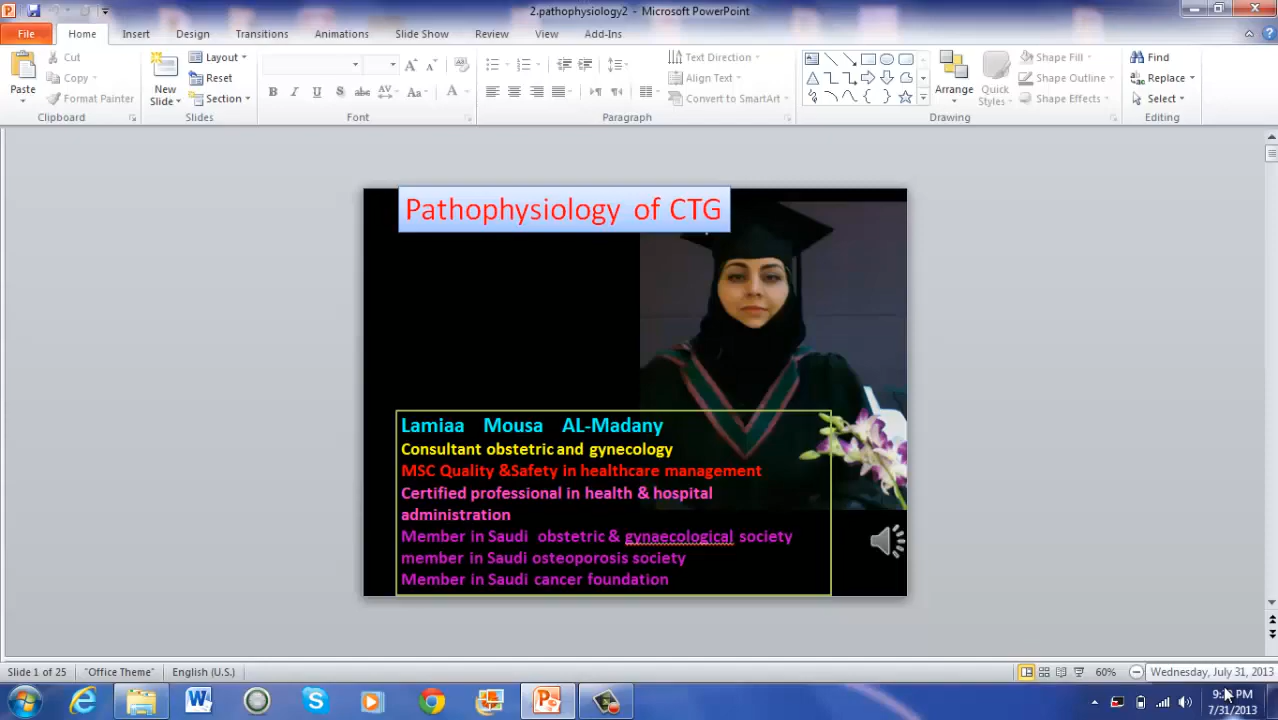 2.pathophysiology2 - Microsoft PowerPoint
File Home Insert Design Transitions Animations Slide Show Review View Add-Ins
Paste
Cut
Copy
Format Painter
Clipboard
New Slide
Layout
Reset
Section
Slides
B I U S abc AV Aa A
Font
Text Direction
Align Text
Convert to SmartArt
Paragraph
Arrange
Quick Styles
Shape Fill
Shape Outline
Shape Effects
Drawing
Find
Replace
Select
Editing
Pathophysiology of CTG
Lamiaa Mousa AL-Madany
Consultant obstetric and gynecology
MSC Quality &Safety in healthcare management
Certified professional in health & hospital
administration
Member in Saudi obstetric & gynaecological society
member in Saudi osteoporosis society
Member in Saudi cancer foundation
Slide 1 of 25 "Office Theme" English (U.S.) 60% Wednesday, July 31, 2013
PM
7/31/2013